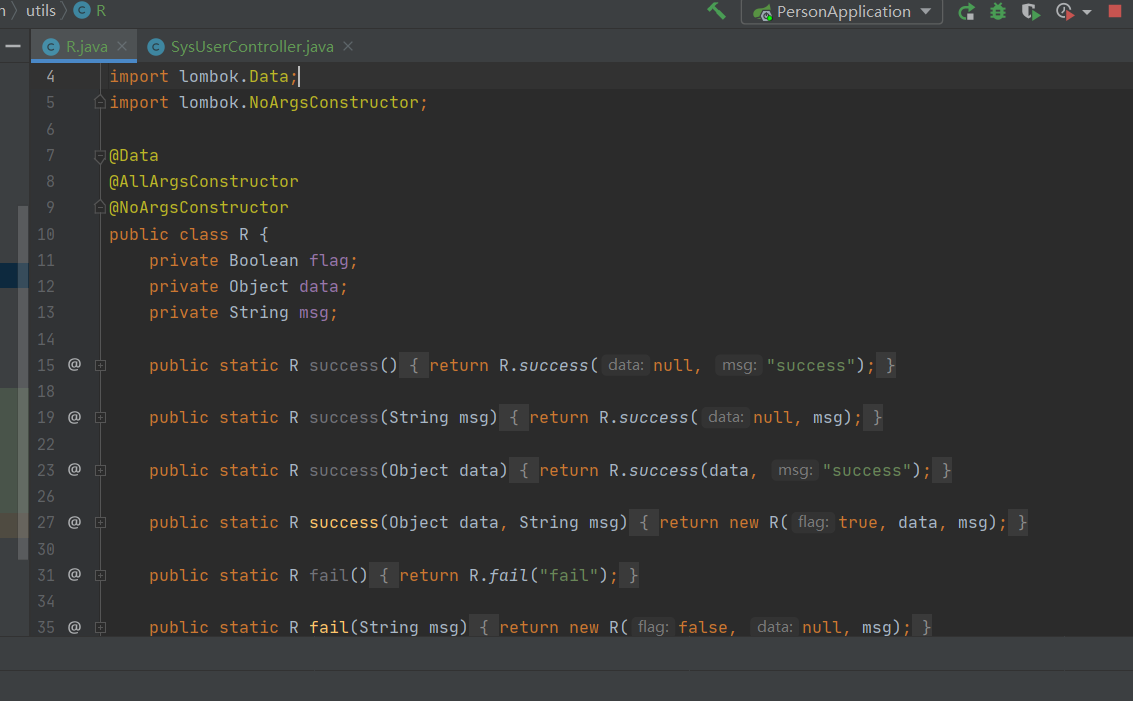 utils R PersonApplication
R.java SysUserController.java
4 import lombok.Data;
5 import lombok.NoArgsConstructor;
6
7 @Data
8 @AllArgsConstructor
9 @NoArgsConstructor
10 public class R {
11 private Boolean flag;
12 private Object data;
13 private String msg;
14
15 @ public static R success() { return R.success( data: null, msg: "success"); }
18
19 @ public static R success(String msg) { return R.success( data: null, msg); }
22
23 @ public static R success(Object data) { return R.success(data, msg: "success"); }
26
27 @ public static R success(Object data, String msg) { return new R( flag: true, data, msg); }
30
31 @ public static R fail() { return R.fail("fail"); }
34
35 @ public static R fail(String msg) { return new R( flag: false, data: null, msg); }